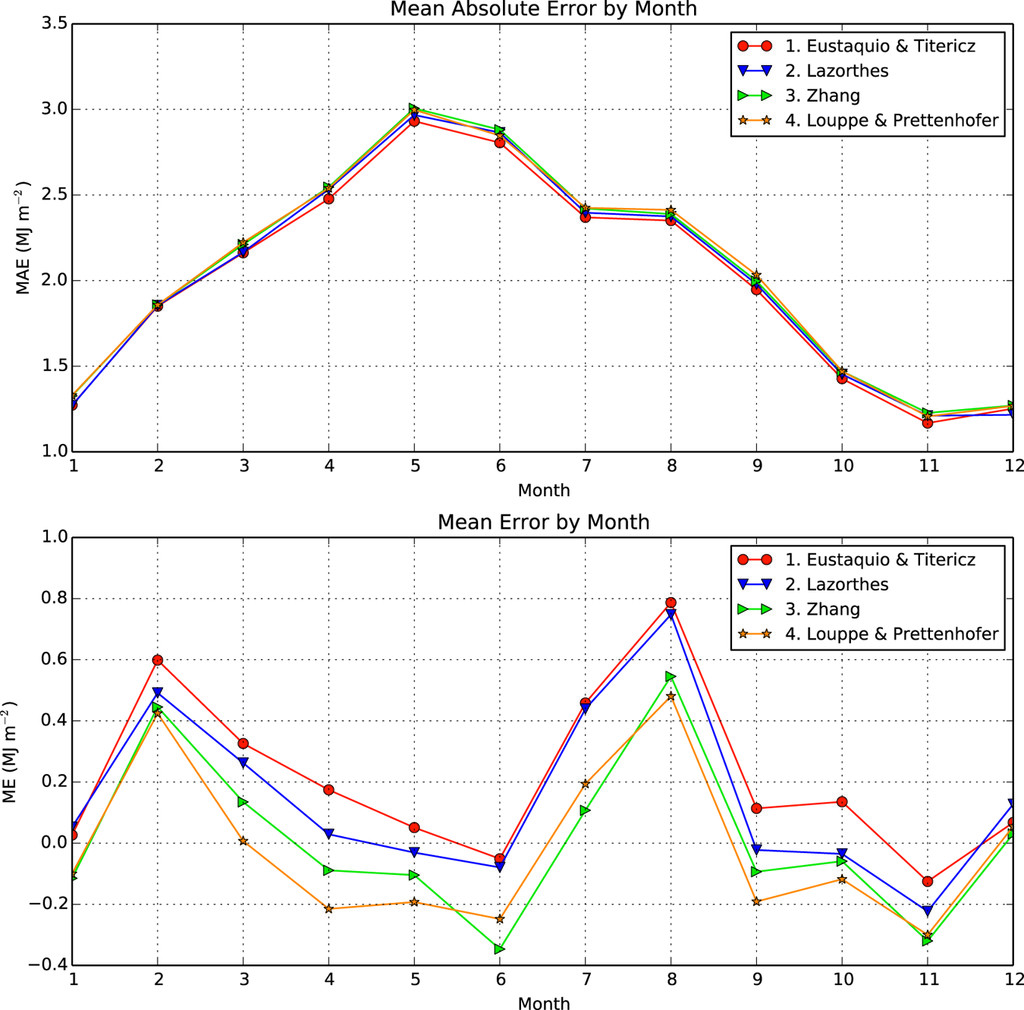 Mean Absolute Error by Month
3.5
3.0
2.5
2.0
1.5
1.0
MAE (MJ m⁻²)
1. Eustaquio & Titericz
2. Lazorthes
3. Zhang
4. Louppe & Prettenhofer
1 2 3 4 5 6 7 8 9 10 11 12
Month
Mean Error by Month
1.0
0.8
0.6
0.4
0.2
0.0
−0.2
−0.4
ME (MJ m⁻²)
1. Eustaquio & Titericz
2. Lazorthes
3. Zhang
4. Louppe & Prettenhofer
1 2 3 4 5 6 7 8 9 10 11 12
Month